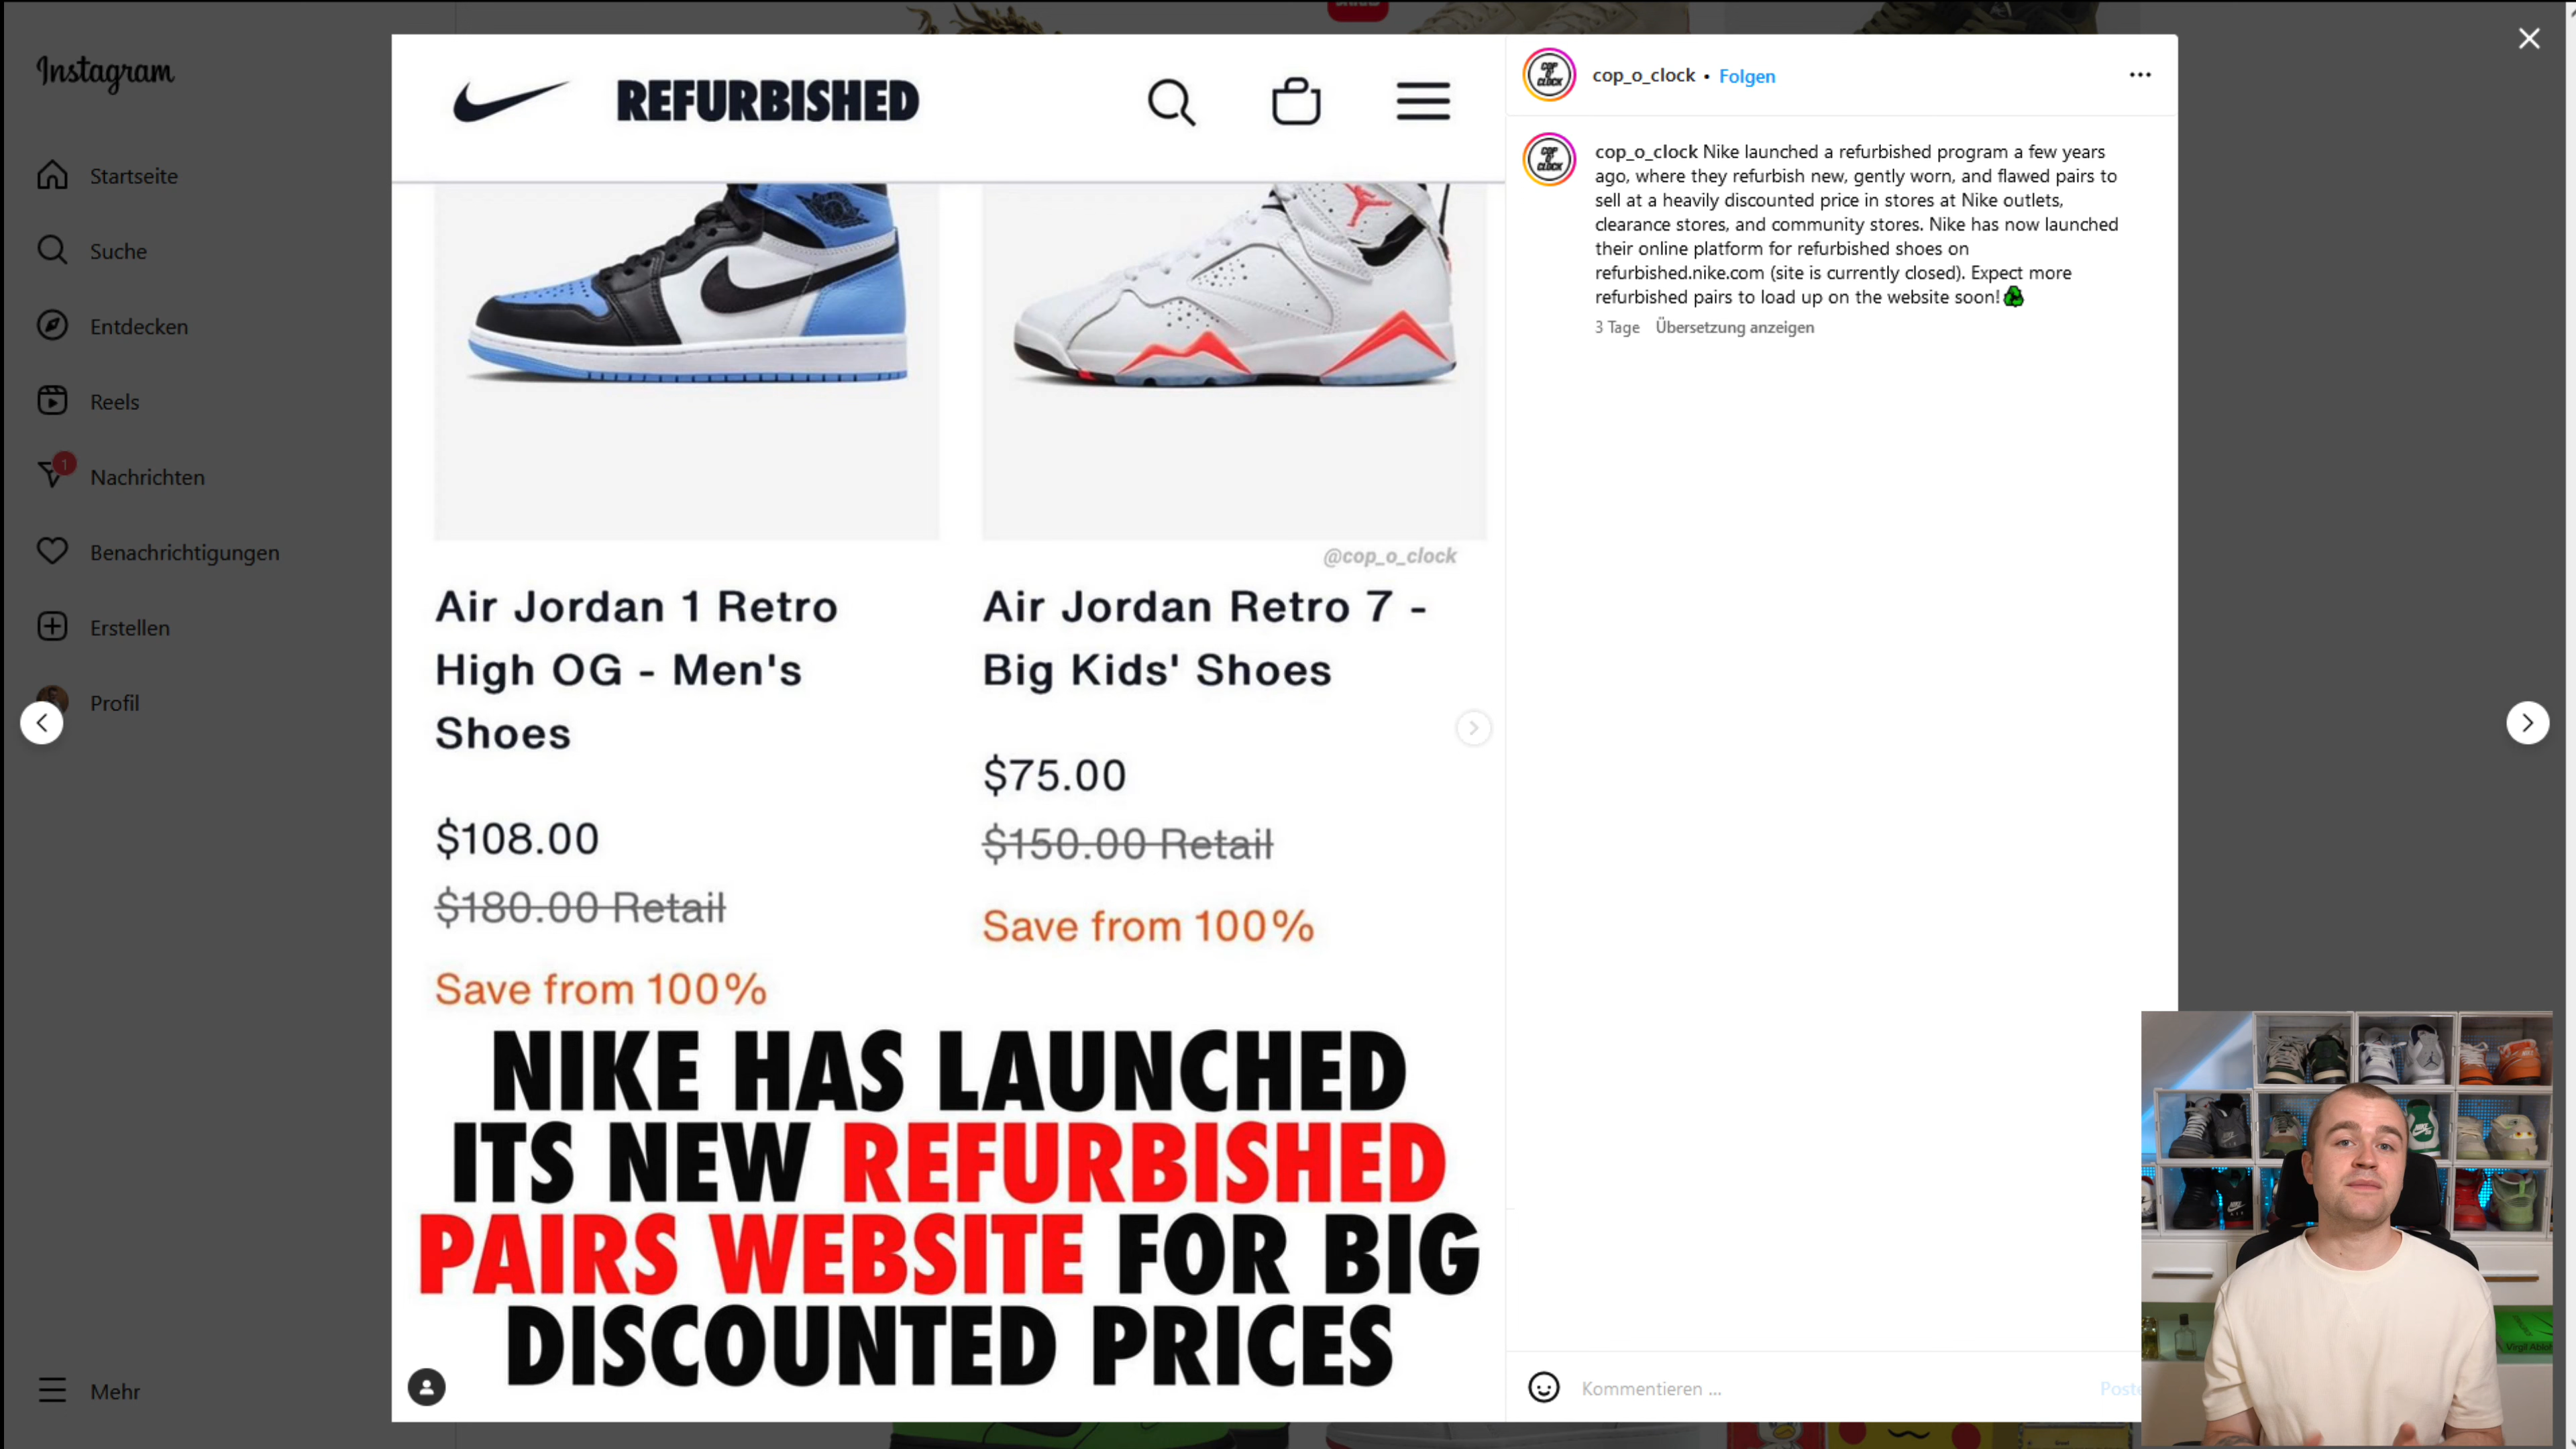 Instagram
Startseite
Suche
Entdecken
Reels
1
Nachrichten
Benachrichtigungen
Erstellen
Profil
Mehr
REFURBISHED
@cop_o_clock
Air Jordan 1 Retro
High OG - Men's
Shoes
$108.00
$180.00 Retail
Save from 100%
Air Jordan Retro 7 -
Big Kids' Shoes
$75.00
$150.00 Retail
Save from 100%
NIKE HAS LAUNCHED
ITS NEW REFURBISHED
PAIRS WEBSITE FOR BIG
DISCOUNTED PRICES
COP
O'
CLOCK
cop_o_clock • Folgen
COP
O'
CLOCK
cop_o_clock Nike launched a refurbished program a few years
ago, where they refurbish new, gently worn, and flawed pairs to
sell at a heavily discounted price in stores at Nike outlets,
clearance stores, and community stores. Nike has now launched
their online platform for refurbished shoes on
refurbished.nike.com (site is currently closed). Expect more
refurbished pairs to load up on the website soon!
3 Tage Übersetzung anzeigen
Kommentieren ...